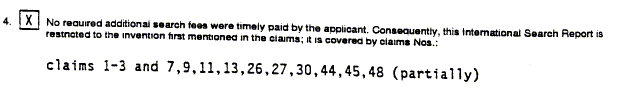 4. [X] No required additional search fees were timely paid by the applicant. Consequently, this International Search Report is
restricted to the invention first mentioned in the claims; it is covered by claims Nos.:
claims 1-3 and 7,9,11,13,26,27,30,44,45,48 (partially)